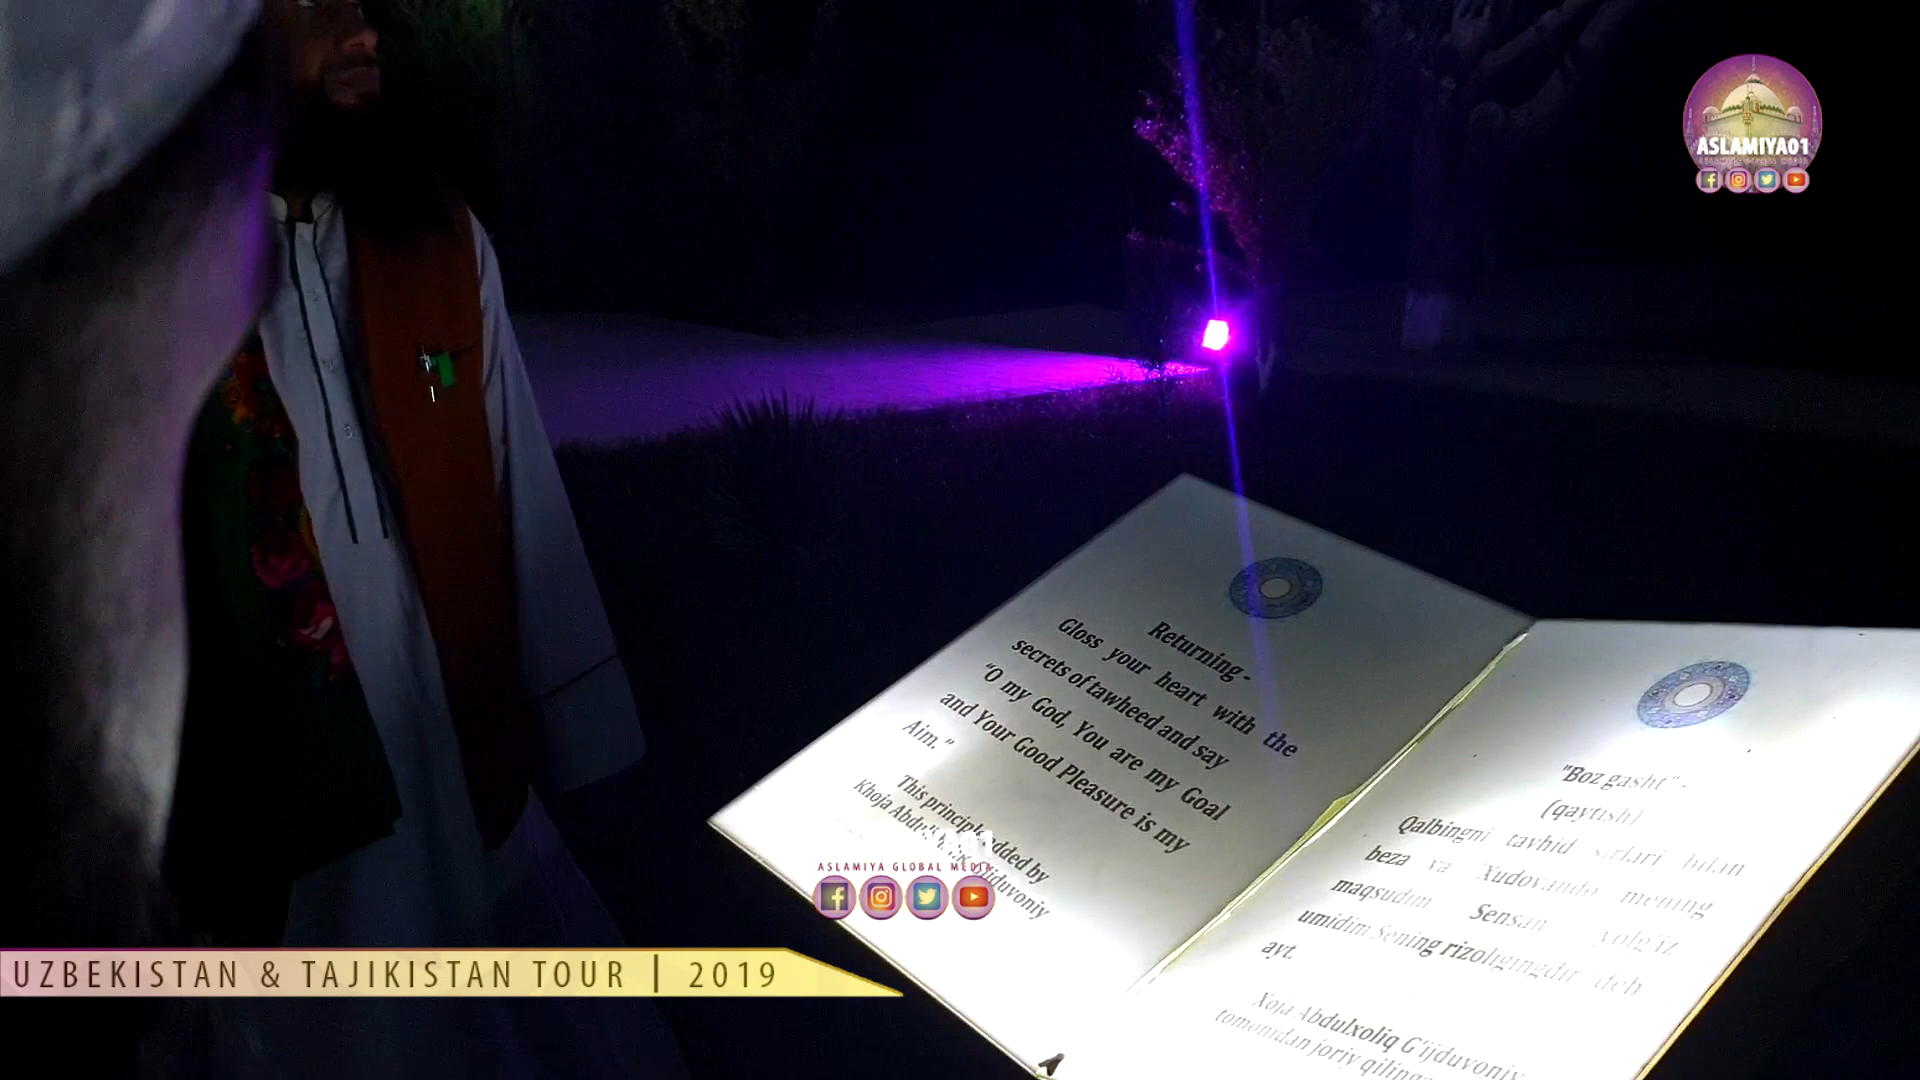 ASLAMIYA01
Returning -
Gloss your heart with the
secrets of tawheed and say
"O my God, You are my Goal
and Your Good Pleasure is my
Aim."
This principle added by
Khoja Abdul
Gijduvoniy
"Boz gasht" -
(qaytish)
Qalbingni tavhid sirlari bilan
beza va Xudovando mening
maqsudim Sensan yolg'iz
umidim Sening rizoligingdir deb
ayt.
Xoja Abdulxoliq G'ijduvoniy
tomonidan joriy
ASLAMIYA GLOBAL MEDIA
UZBEKISTAN & TAJIKISTAN TOUR | 2019